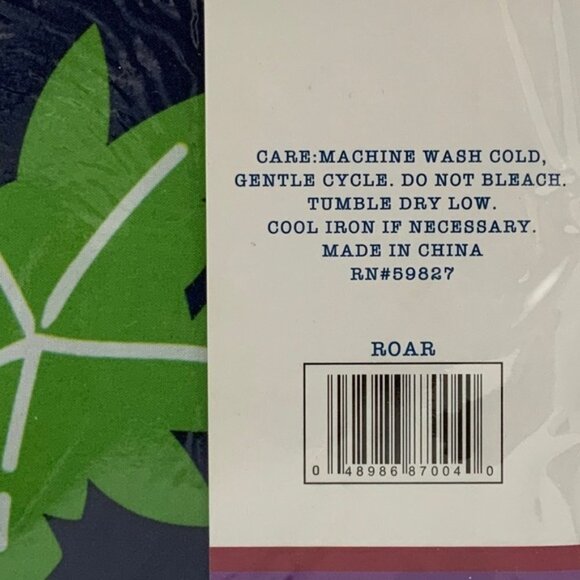 CARE:MACHINE WASH COLD,
GENTLE CYCLE. DO NOT BLEACH.
TUMBLE DRY LOW.
COOL IRON IF NECESSARY.
MADE IN CHINA
RN#59827
ROAR
0 48986 87004 0